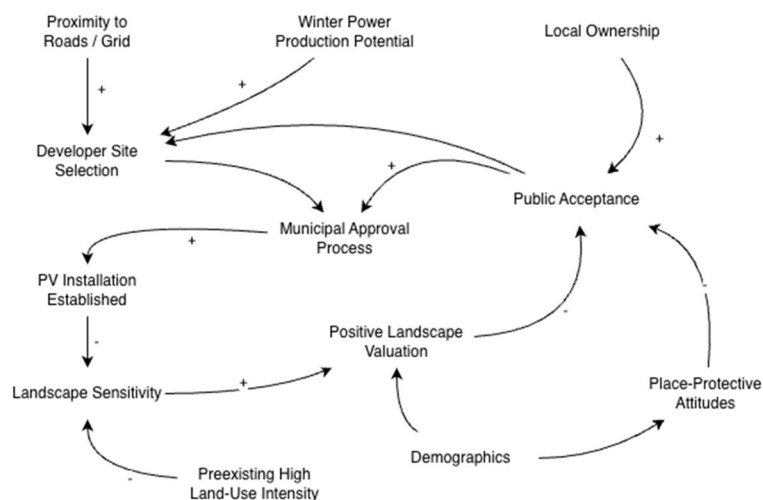 Proximity to
Roads / Grid
Winter Power
Production Potential
Local Ownership
+
+
+
Developer Site
Selection
+
Public Acceptance
Municipal Approval
Process
+
PV Installation
Established
-
-
-
Positive Landscape
Valuation
Landscape Sensitivity
+
Place-Protective
Attitudes
Demographics
-
Preexisting High
Land-Use Intensity